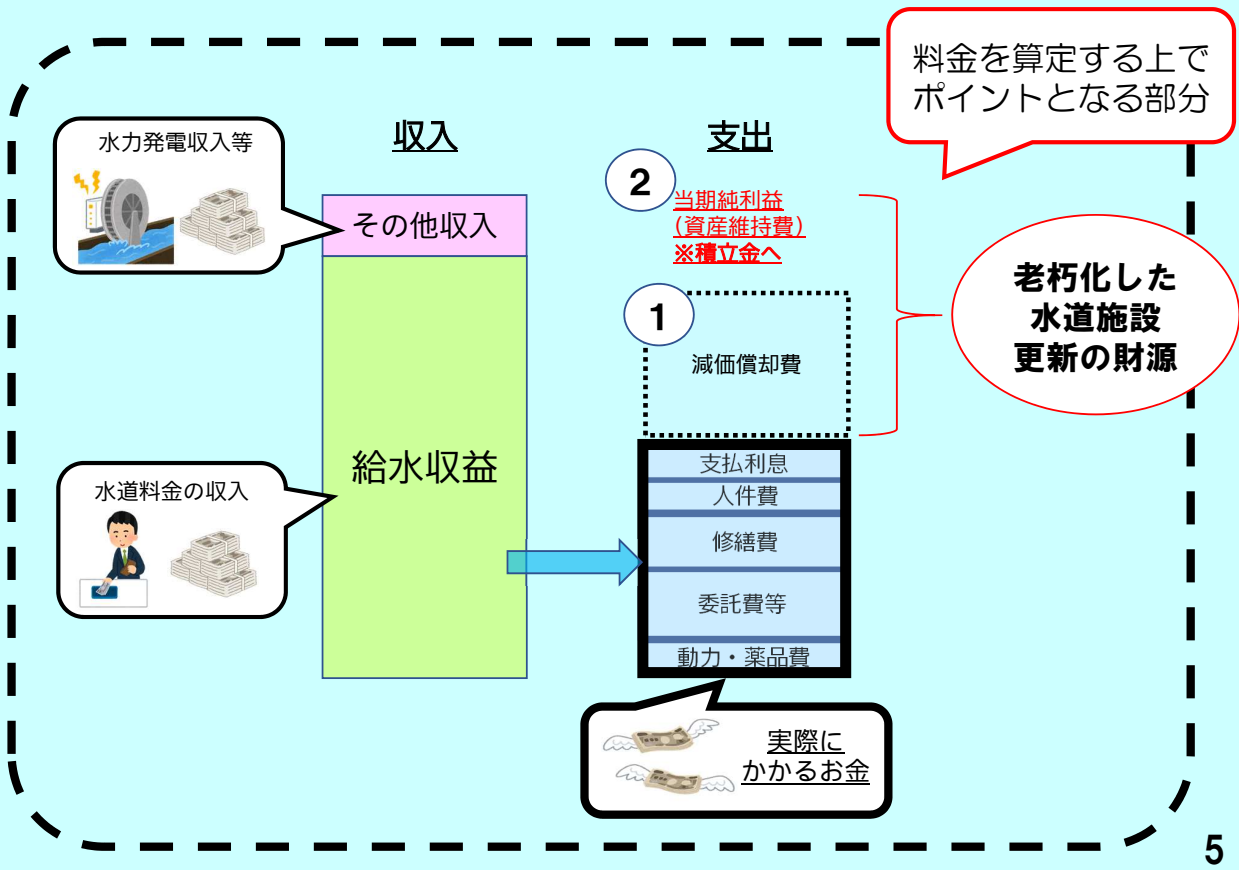 料金を算定する上で
ポイントとなる部分
水力発電収入等
収入
支出
その他収入
2
当期純利益
(資産維持費)
※積立金へ
1
減価償却費
老朽化した
水道施設
更新の財源
給水収益
水道料金の収入
支払利息
人件費
修繕費
委託費等
動力・薬品費
実際に
かかるお金
5